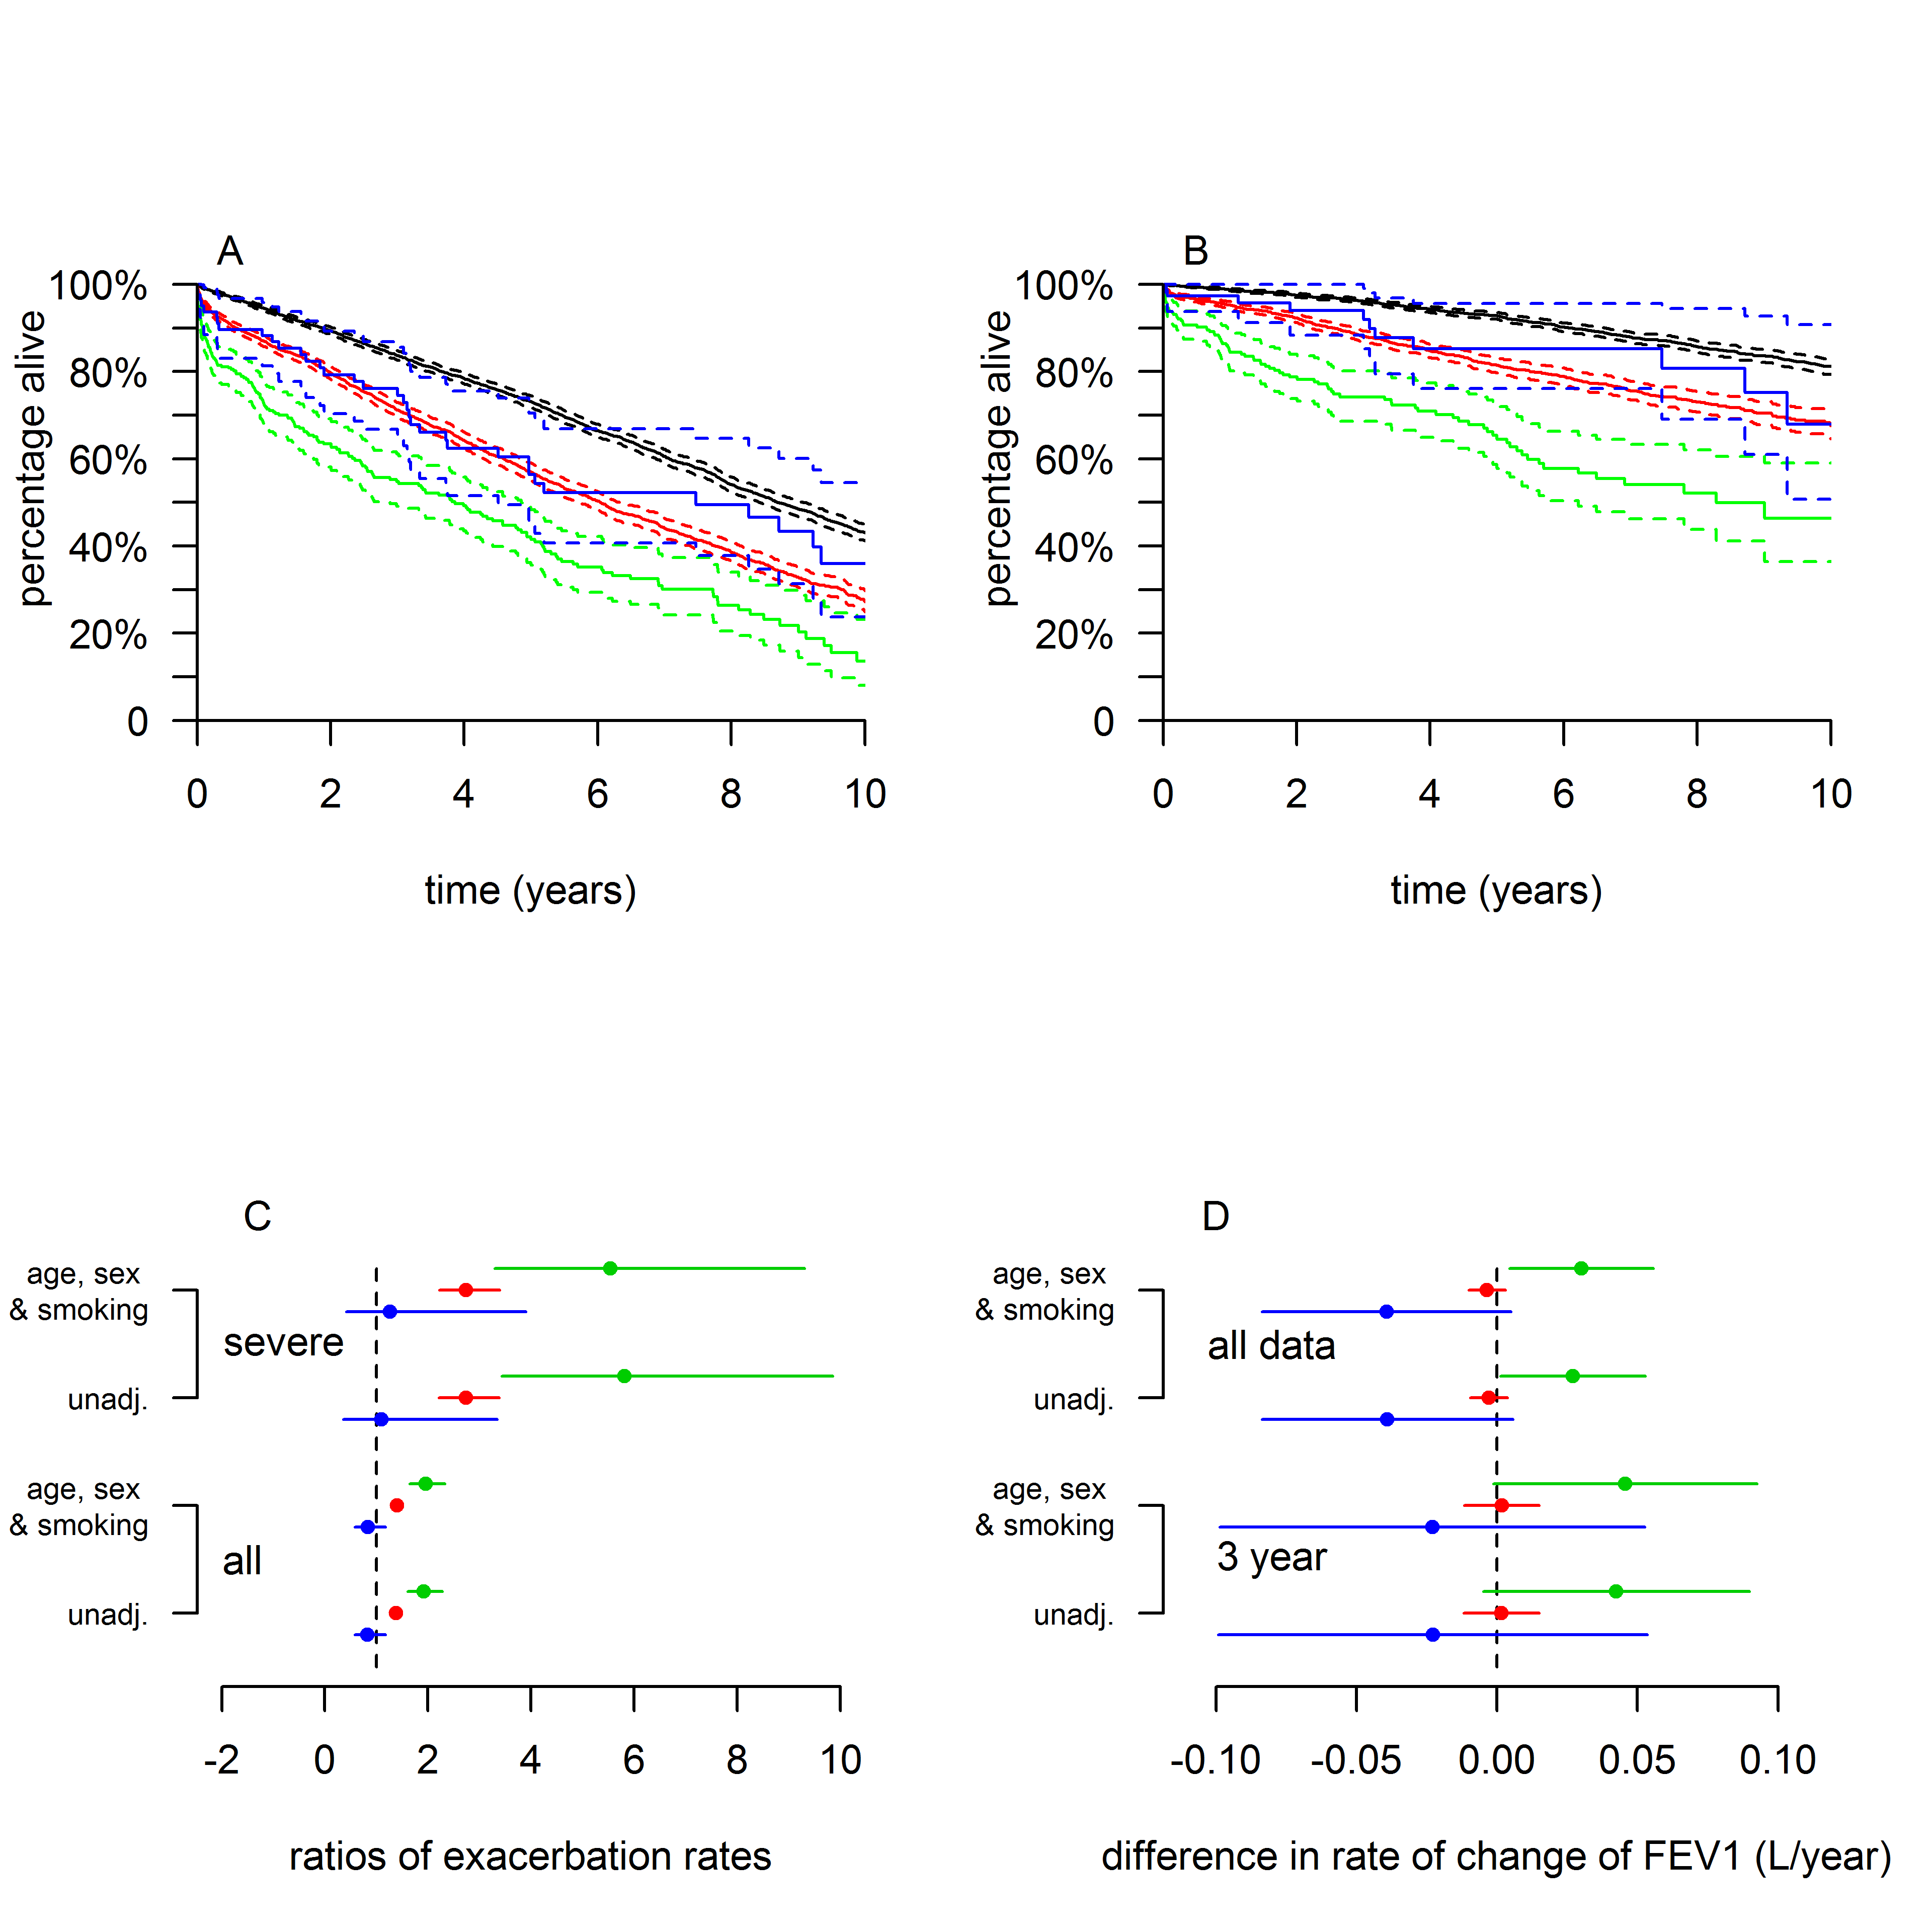 A
percentage alive
100%
80%
60%
40%
20%
0
0 2 4 6 8 10
time (years)
B
percentage alive
100%
80%
60%
40%
20%
0
0 2 4 6 8 10
time (years)
C
age, sex
& smoking
severe
unadj.
age, sex
& smoking
all
unadj.
-2 0 2 4 6 8 10
ratios of exacerbation rates
D
age, sex
& smoking
all data
unadj.
age, sex
& smoking
3 year
unadj.
-0.10 -0.05 0.00 0.05 0.10
difference in rate of change of FEV1 (L/year)